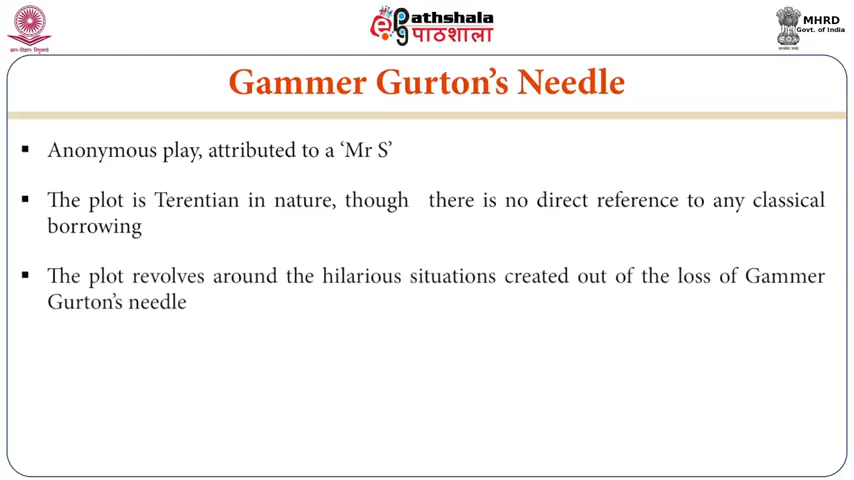 ePathshala
पाठशाला
MHRD
Govt. of India
Gammer Gurton's Needle
▪ Anonymous play, attributed to a 'Mr S'
▪ The plot is Terentian in nature, though there is no direct reference to any classical
borrowing
▪ The plot revolves around the hilarious situations created out of the loss of Gammer
Gurton's needle